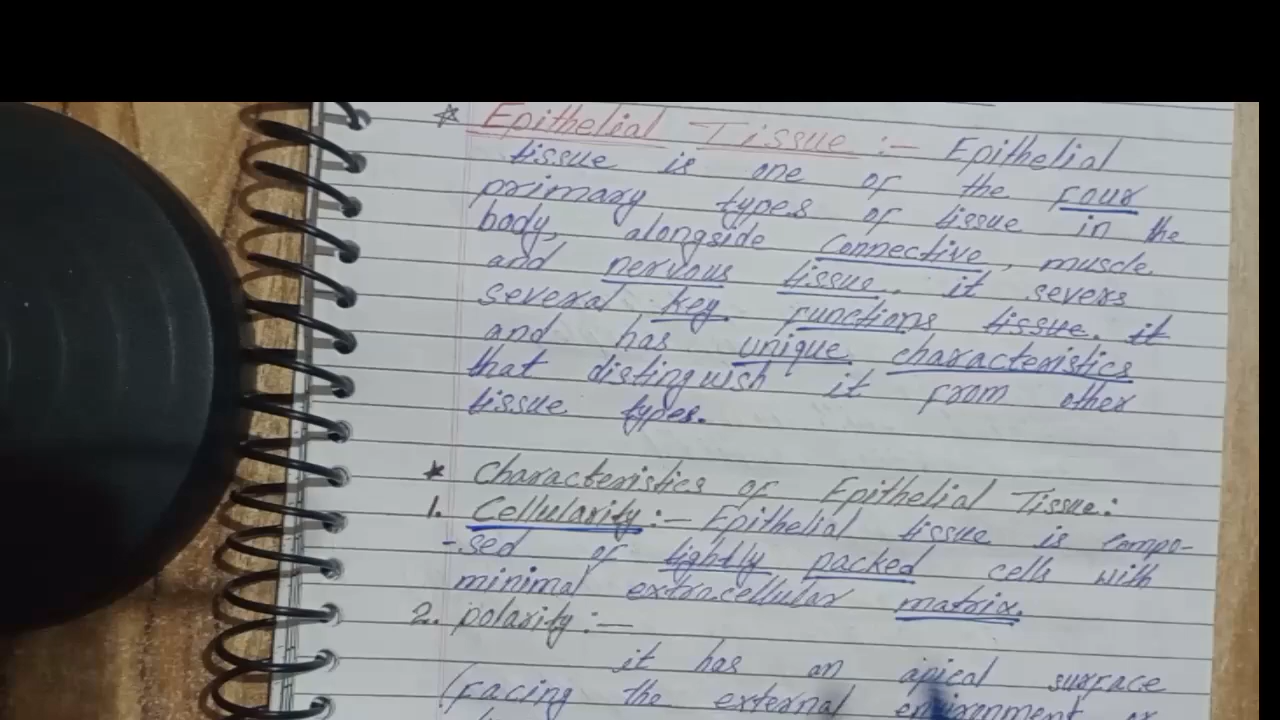 * Epithelial Tissue :- Epithelial
tissue is one of the four
primary types of tissue in the
body, alongside connective, muscle
and nervous tissue. it severs
several key functions tissue. it
and has unique characteristics
that distinguish it from other
tissue types.
* Characteristics of Epithelial Tissue:
1. Cellularity :- Epithelial tissue is compo-
-sed of tightly packed cells with
minimal extracellular matrix.
2. polarity :-
it has an apical surface
(facing the external environment or